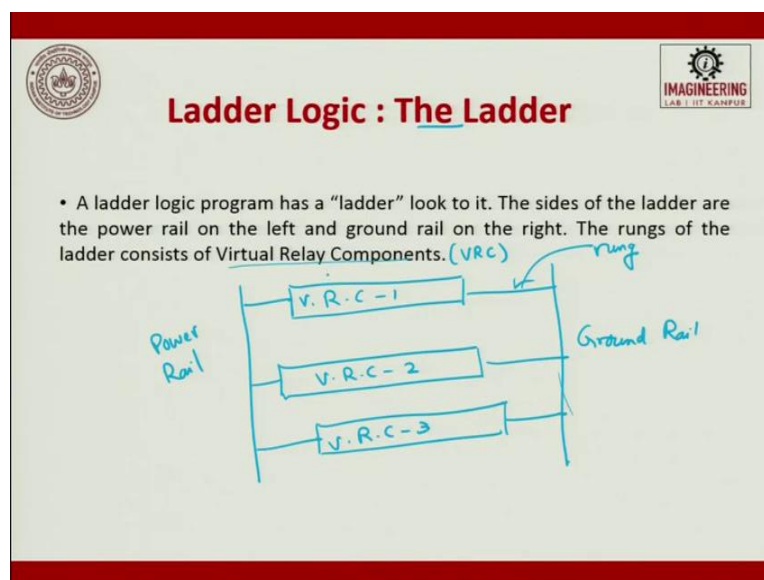 IMAGINEERING
LAB | IIT KANPUR
Ladder Logic : The Ladder
• A ladder logic program has a “ladder” look to it. The sides of the ladder are
the power rail on the left and ground rail on the right. The rungs of the
ladder consists of Virtual Relay Components. (VRC)
rung
V. R. C - 1
Power
Rail
Ground Rail
V. R. C - 2
V. R. C - 3